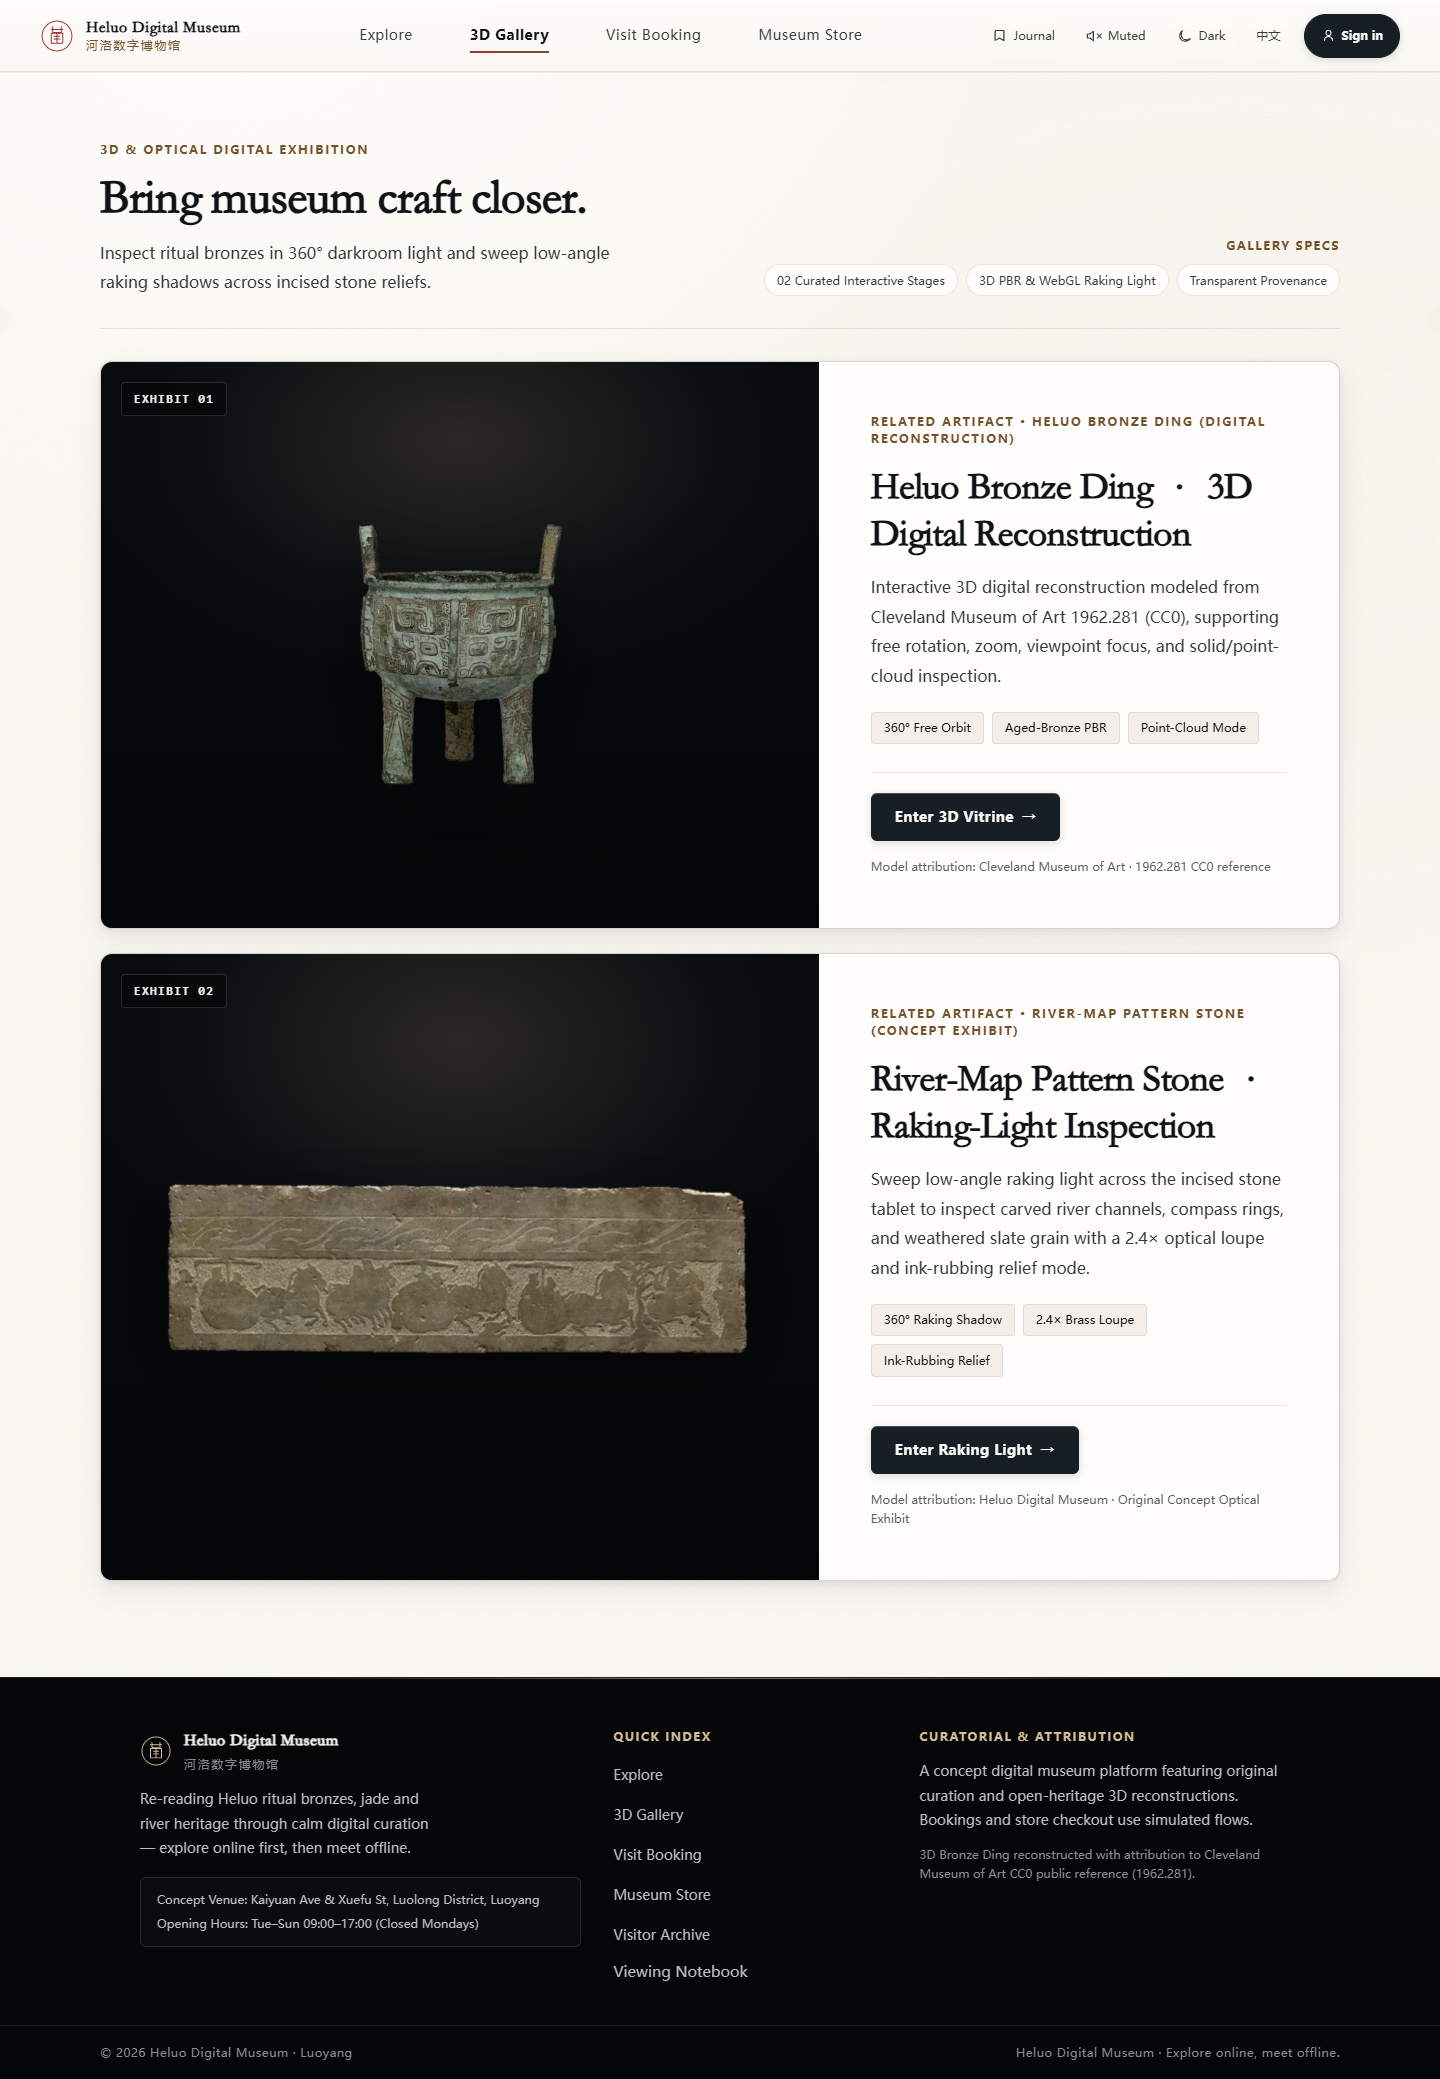 Heluo Digital Museum
河洛数字博物馆
Explore
3D Gallery
Visit Booking
Museum Store
Journal
Muted
Dark
中文
Sign in
3D & OPTICAL DIGITAL EXHIBITION
Bring museum craft closer.
Inspect ritual bronzes in 360° darkroom light and sweep low-angle
raking shadows across incised stone reliefs.
GALLERY SPECS
02 Curated Interactive Stages
3D PBR & WebGL Raking Light
Transparent Provenance
EXHIBIT 01
RELATED ARTIFACT • HELUO BRONZE DING (DIGITAL
RECONSTRUCTION)
Heluo Bronze Ding · 3D
Digital Reconstruction
Interactive 3D digital reconstruction modeled from
Cleveland Museum of Art 1962.281 (CC0), supporting
free rotation, zoom, viewpoint focus, and solid/point-
cloud inspection.
360° Free Orbit
Aged-Bronze PBR
Point-Cloud Mode
Enter 3D Vitrine →
Model attribution: Cleveland Museum of Art · 1962.281 CC0 reference
EXHIBIT 02
RELATED ARTIFACT • RIVER-MAP PATTERN STONE
(CONCEPT EXHIBIT)
River-Map Pattern Stone ·
Raking-Light Inspection
Sweep low-angle raking light across the incised stone
tablet to inspect carved river channels, compass rings,
and weathered slate grain with a 2.4× optical loupe
and ink-rubbing relief mode.
360° Raking Shadow
2.4× Brass Loupe
Ink-Rubbing Relief
Enter Raking Light →
Model attribution: Heluo Digital Museum · Original Concept Optical
Exhibit
Heluo Digital Museum
河洛数字博物馆
Re-reading Heluo ritual bronzes, jade and
river heritage through calm digital curation
— explore online first, then meet offline.
Concept Venue: Kaiyuan Ave & Xuefu St, Luolong District, Luoyang
Opening Hours: Tue–Sun 09:00–17:00 (Closed Mondays)
QUICK INDEX
Explore
3D Gallery
Visit Booking
Museum Store
Visitor Archive
Viewing Notebook
CURATORIAL & ATTRIBUTION
A concept digital museum platform featuring original
curation and open-heritage 3D reconstructions.
Bookings and store checkout use simulated flows.
3D Bronze Ding reconstructed with attribution to Cleveland
Museum of Art CC0 public reference (1962.281).
© 2026 Heluo Digital Museum · Luoyang
Heluo Digital Museum · Explore online, meet offline.